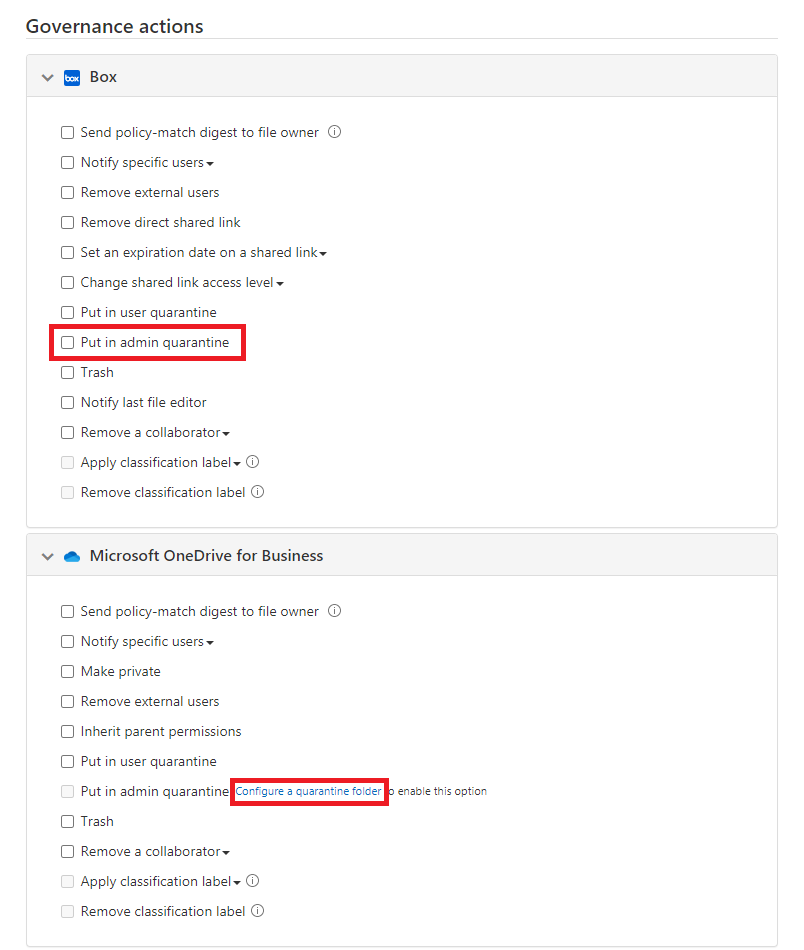 Governance actions
box Box
Send policy-match digest to file owner
Notify specific users
Remove external users
Remove direct shared link
Set an expiration date on a shared link
Change shared link access level
Put in user quarantine
Put in admin quarantine
Trash
Notify last file editor
Remove a collaborator
Apply classification label
Remove classification label
Microsoft OneDrive for Business
Send policy-match digest to file owner
Notify specific users
Make private
Remove external users
Inherit parent permissions
Put in user quarantine
Put in admin quarantine Configure a quarantine folder o enable this option
Trash
Remove a collaborator
Apply classification label
Remove classification label